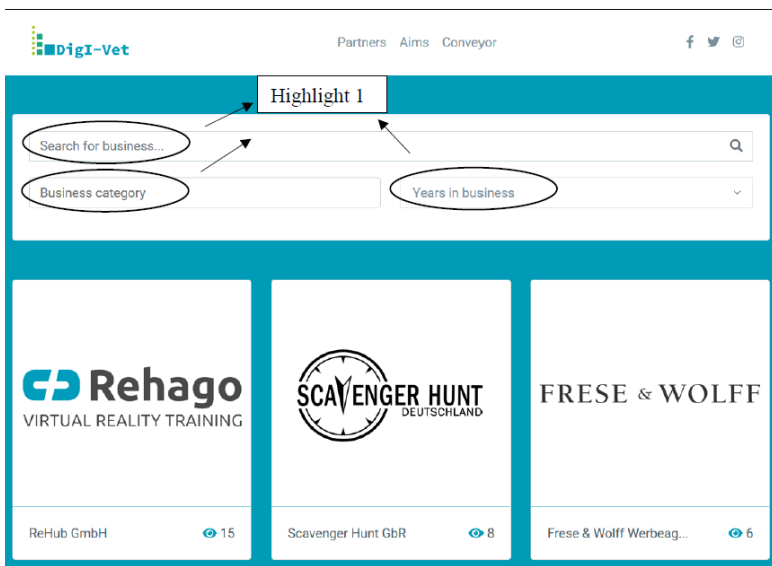 DigI-Vet
Partners Aims Conveyor
Highlight 1
Search for business...
Business category
Years in business
Rehago
VIRTUAL REALITY TRAINING
SCAVENGER HUNT
DEUTSCHLAND
FRESE & WOLFF
ReHub GmbH 15
Scavenger Hunt GbR 8
Frese & Wolff Werbeag... 6